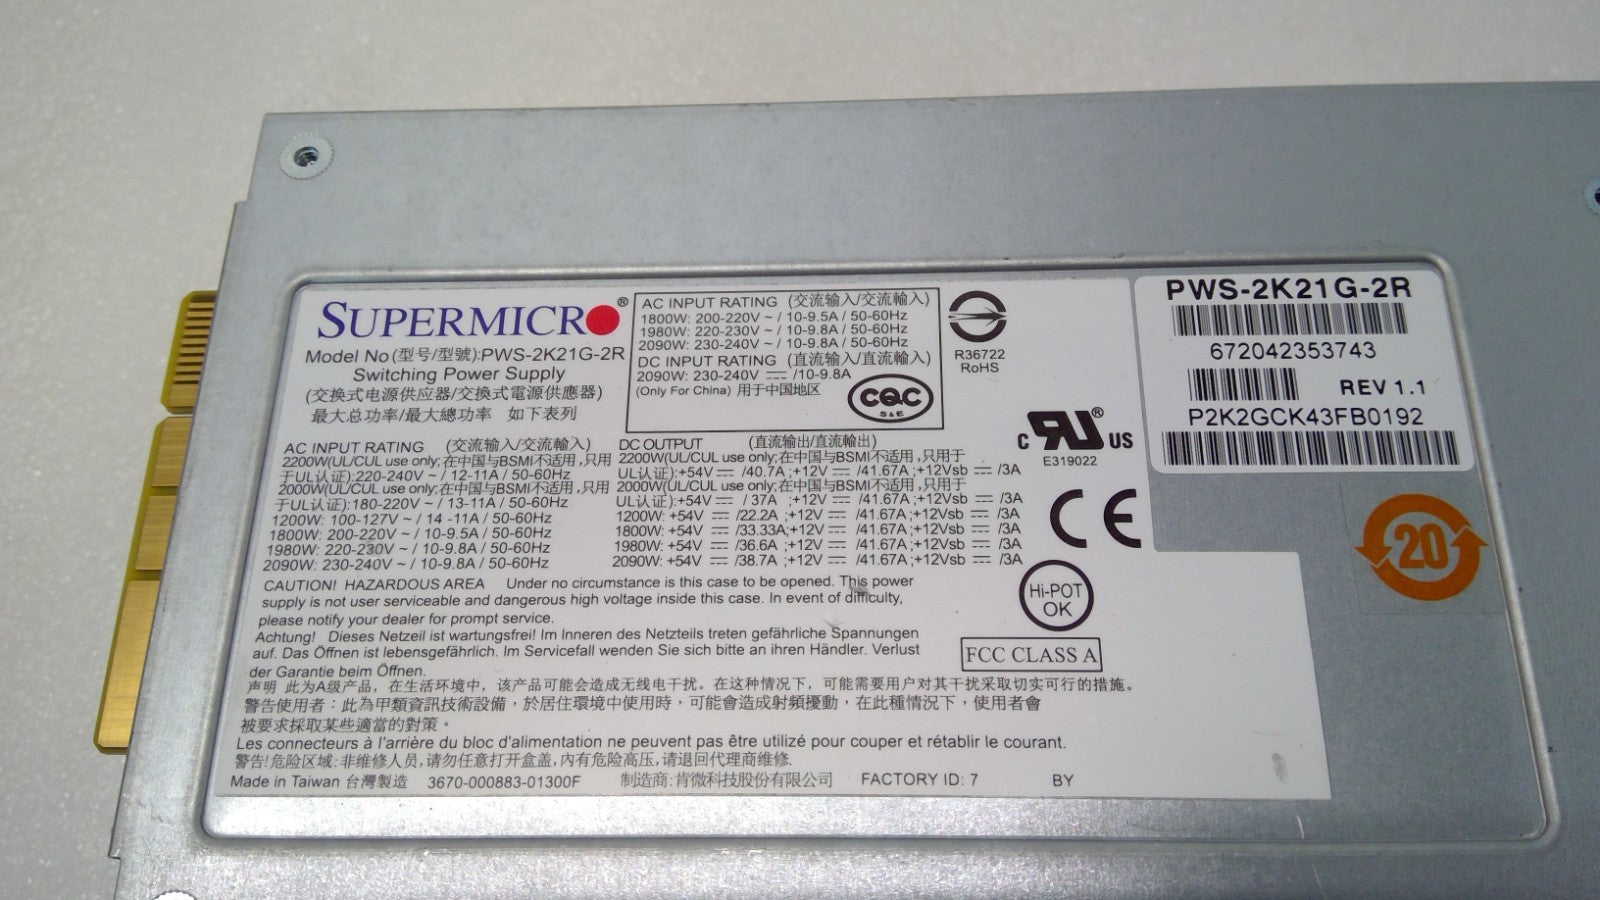 SUPERMICRO®
Model No (型号/型號):PWS-2K21G-2R
Switching Power Supply
(交换式电源供应器/交換式電源供應器)
最大总功率/最大總功率 如下表列
AC INPUT RATING (交流输入/交流輸入)
1800W: 200-220V ~ / 10-9.5A / 50-60Hz
1980W: 220-230V ~ / 10-9.8A / 50-60Hz
2090W: 230-240V ~ / 10-9.8A / 50-60Hz
DC INPUT RATING (直流输入/直流輸入)
2090W: 230-240V ⎓ /10-9.8A
(Only For China) 用于中国地区
CQC
S&E
R36722
RoHS
AC INPUT RATING (交流输入/交流輸入)
2200W(UL/CUL use only;在中国与BSMI不适用,只用
于UL认证):220-240V ~ / 12-11A / 50-60Hz
2000W(UL/CUL use only;在中国与BSMI不适用,只用
于UL认证):180-220V ~ / 13-11A / 50-60Hz
1200W: 100-127V ~ / 14 -11A / 50-60Hz
1800W: 200-220V ~ / 10-9.5A / 50-60Hz
1980W: 220-230V ~ / 10-9.8A / 50-60Hz
2090W: 230-240V ~ / 10-9.8A / 50-60Hz
DC OUTPUT (直流输出/直流輸出)
2200W(UL/CUL use only;在中国与BSMI不适用,只用于
UL认证):+54V ⎓ /40.7A ;+12V ⎓ /41.67A ;+12Vsb ⎓ /3A
2000W(UL/CUL use only;在中国与BSMI不适用,只用于
UL认证):+54V ⎓ / 37A ;+12V ⎓ /41.67A ;+12Vsb ⎓ /3A
1200W: +54V ⎓ /22.2A ;+12V ⎓ /41.67A ;+12Vsb ⎓ /3A
1800W: +54V ⎓ /33.33A;+12V ⎓ /41.67A ;+12Vsb ⎓ /3A
1980W: +54V ⎓ /36.6A ;+12V ⎓ /41.67A ;+12Vsb ⎓ /3A
2090W: +54V ⎓ /38.7A ;+12V ⎓ /41.67A ;+12Vsb ⎓ /3A
C RU® US
E319022
CE
Hi-POT
OK
FCC CLASS A
CAUTION! HAZARDOUS AREA Under no circumstance is this case to be opened. This power
supply is not user serviceable and dangerous high voltage inside this case. In event of difficulty,
please notify your dealer for prompt service.
Achtung! Dieses Netzeil ist wartungsfrei! Im Inneren des Netzteils treten gefährliche Spannungen
auf. Das Öffnen ist lebensgefährlich. Im Servicefall wenden Sie sich bitte an ihren Händler. Verlust
der Garantie beim Öffnen.
声明 此为A级产品，在生活环境中，该产品可能会造成无线电干扰。在这种情况下，可能需要用户对其干扰采取切实可行的措施。
警告使用者：此為甲類資訊技術設備，於居住環境中使用時，可能會造成射頻擾動，在此種情況下，使用者會
被要求採取某些適當的對策。
Les connecteurs à l'arrière du bloc d'alimentation ne peuvent pas être utilizé pour couper et rétablir le courant.
警告!危险区域:非维修人员,请勿任意打开盒盖,内有危险高压,请退回代理商维修.
Made in Taiwan 台灣製造 3670-000883-01300F 制造商:肯微科技股份有限公司 FACTORY ID: 7 BY
PWS-2K21G-2R
672042353743
REV 1.1
P2K2GCK43FB0192
20